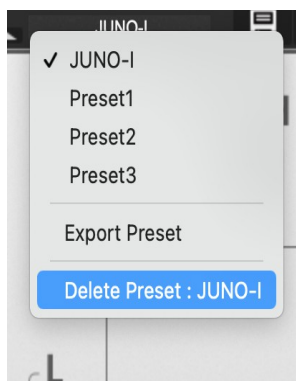 JUNO-I
✓ JUNO-I
Preset1
Preset2
Preset3
Export Preset
Delete Preset : JUNO-I
L